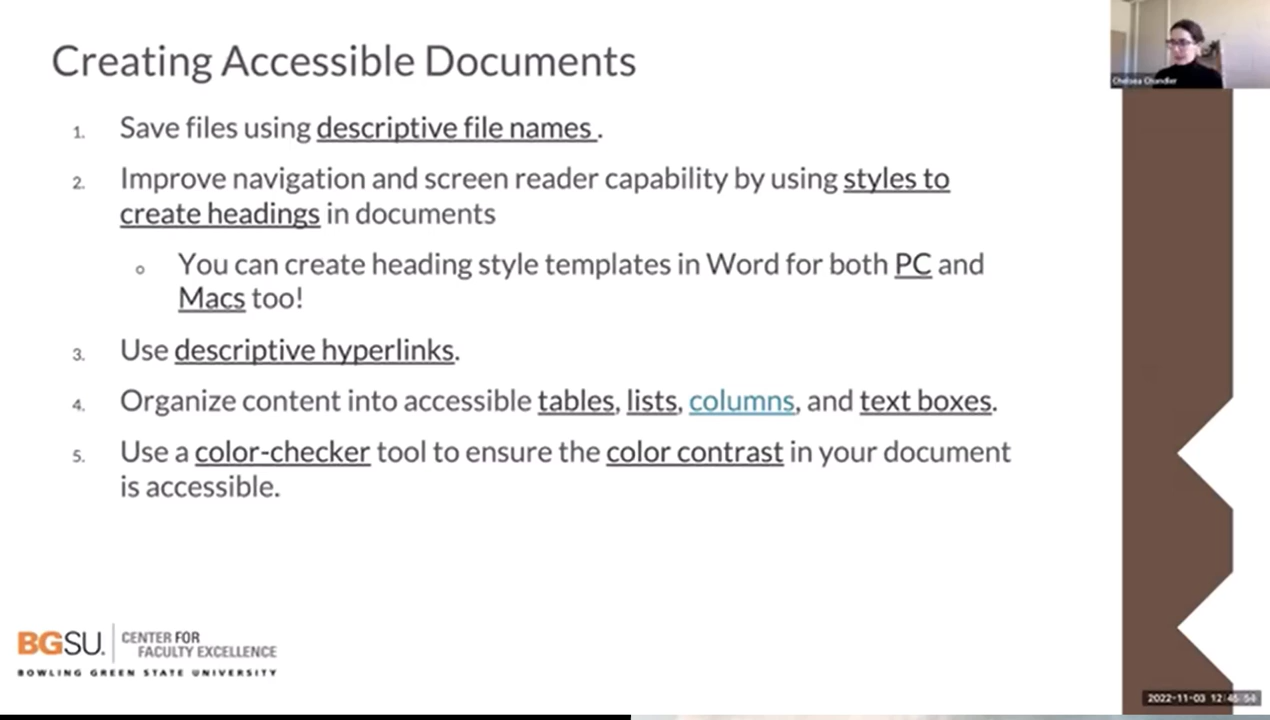 Creating Accessible Documents
Chelsea Chandler
1. Save files using descriptive file names .
2. Improve navigation and screen reader capability by using styles to
create headings in documents
o You can create heading style templates in Word for both PC and
Macs too!
3. Use descriptive hyperlinks.
4. Organize content into accessible tables, lists, columns, and text boxes.
5. Use a color-checker tool to ensure the color contrast in your document
is accessible.
BGSU. CENTER FOR
FACULTY EXCELLENCE
BOWLING GREEN STATE UNIVERSITY
2022-11-03